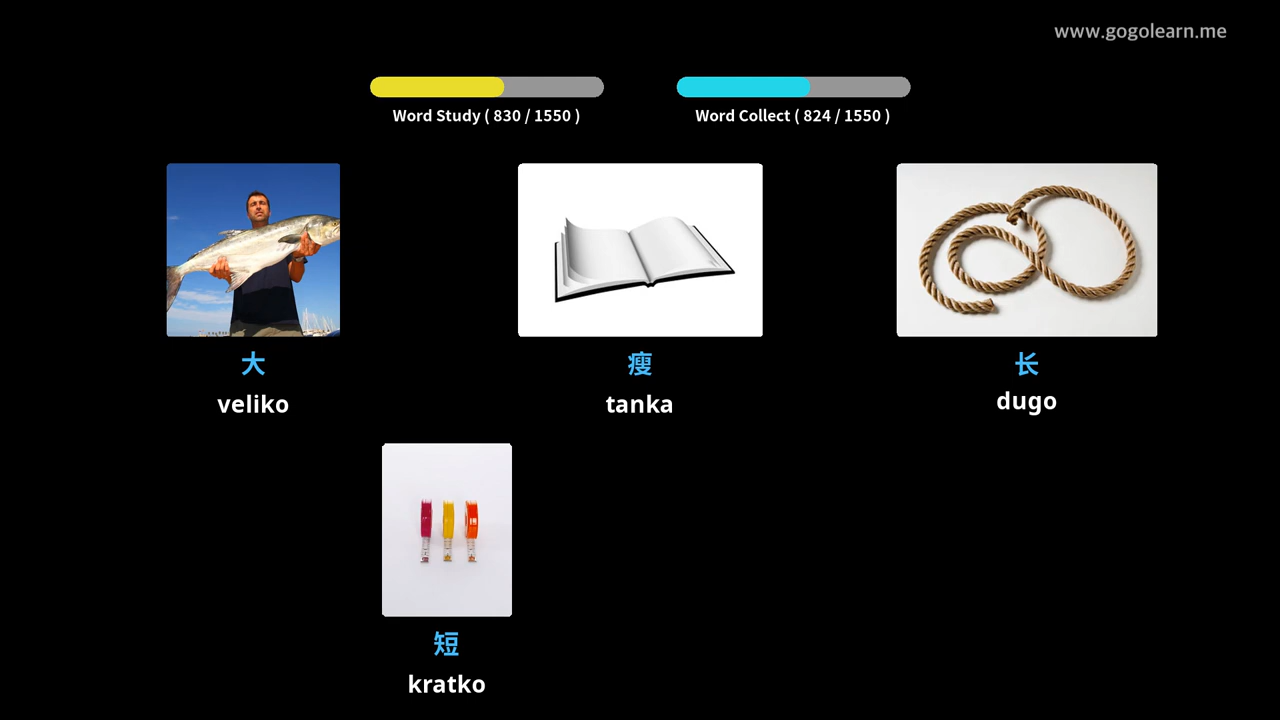 www.gogolearn.me
Word Study ( 830 / 1550 )
Word Collect ( 824 / 1550 )
大
veliko
瘦
tanka
长
dugo
短
kratko